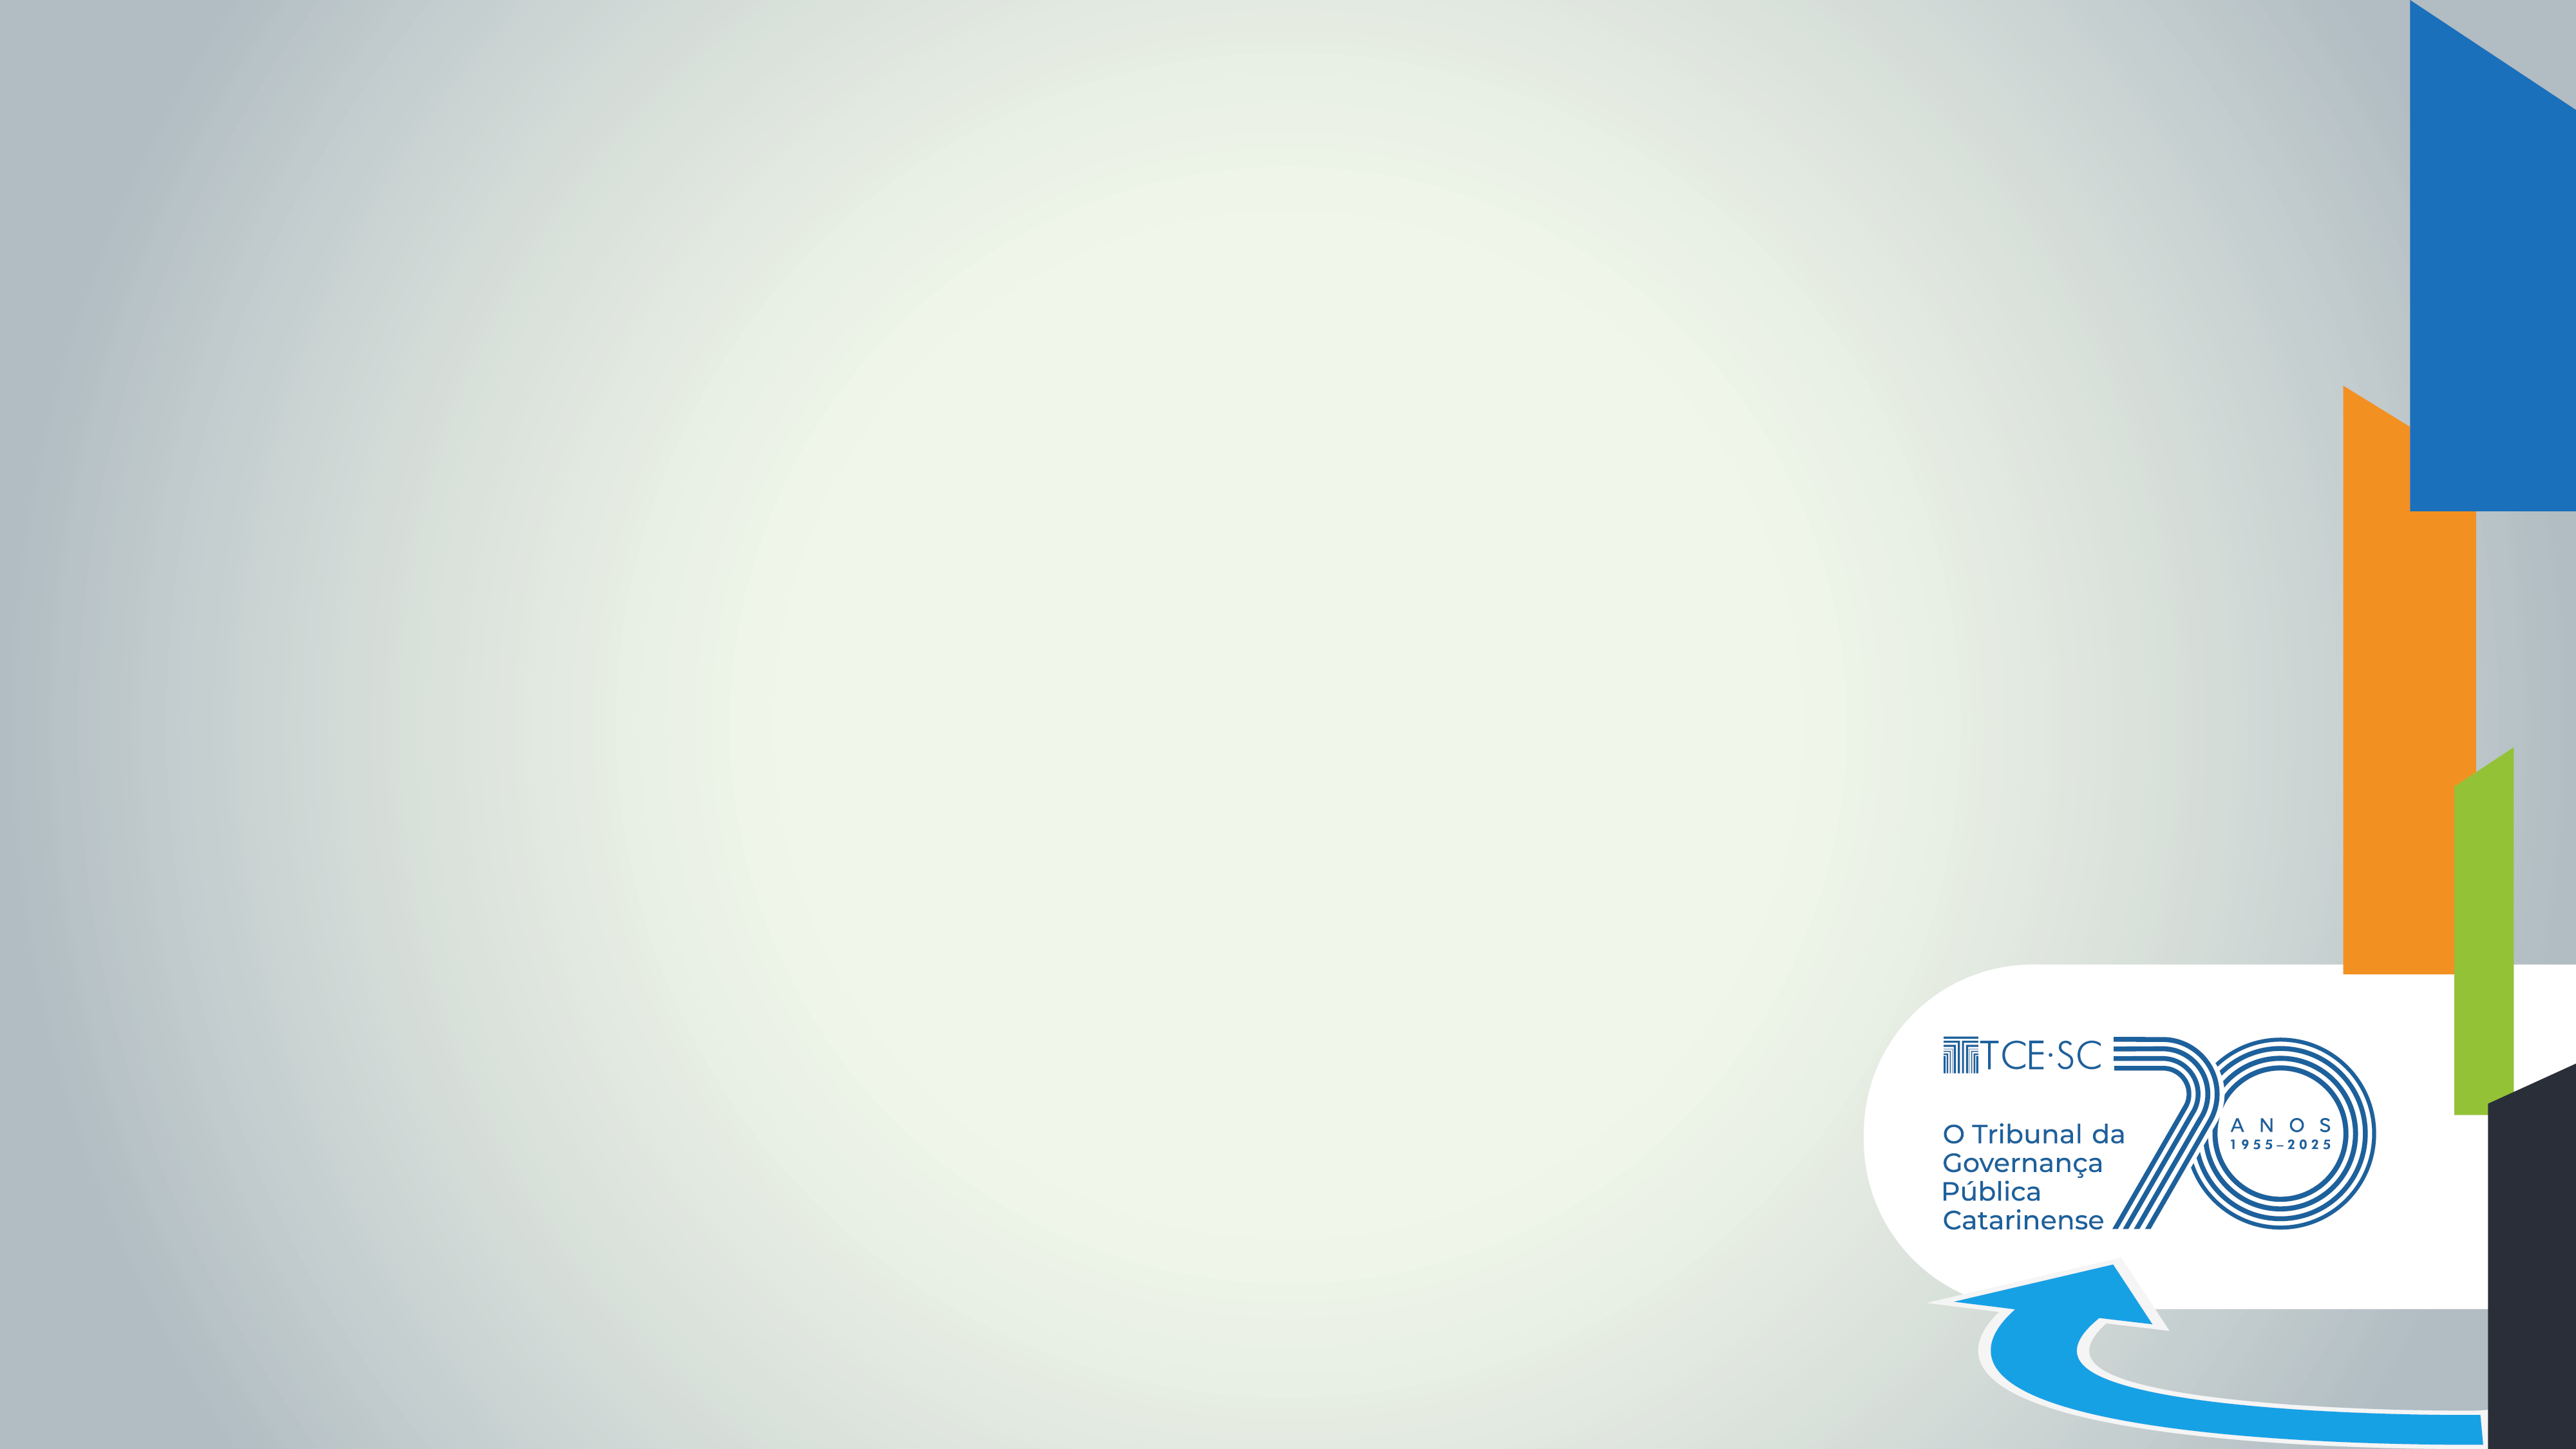 TCE·SC
70
ANOS
1955–2025
O Tribunal da
Governança
Pública
Catarinense